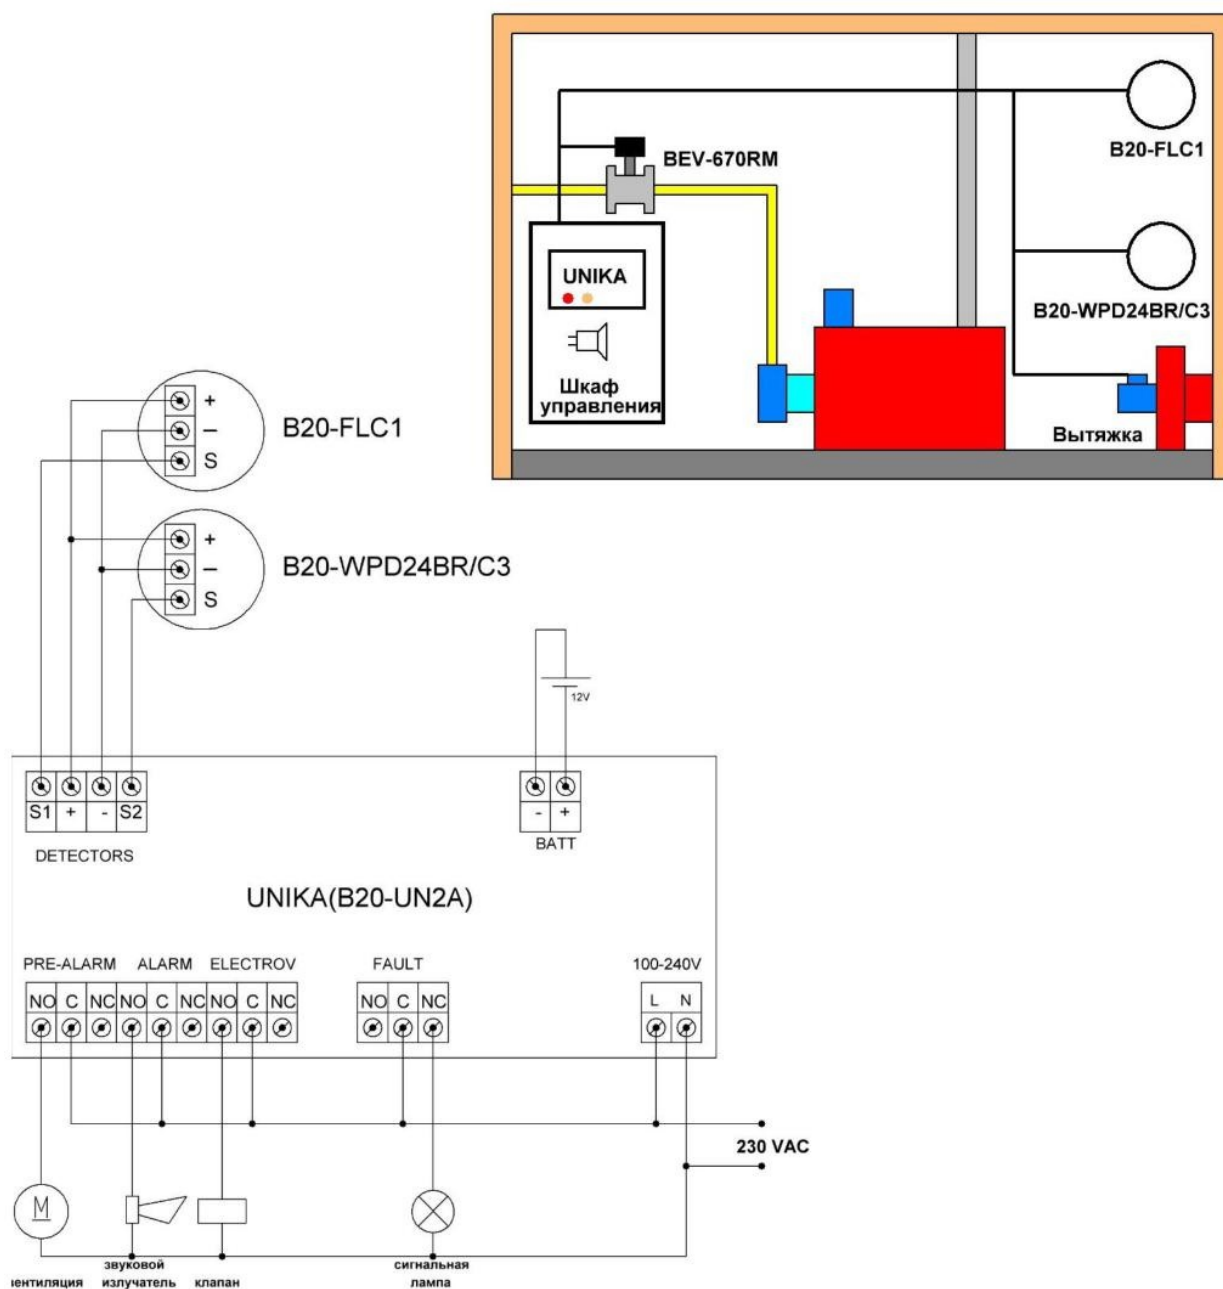 BEV-670RM
B20-FLC1
UNIKA
B20-WPD24BR/C3
Шкаф
управления
Вытяжка
+
−
S
B20-FLC1
+
−
S
B20-WPD24BR/C3
12V
S1 + - S2
- +
DETECTORS
BATT
UNIKA(B20-UN2A)
PRE-ALARM ALARM ELECTROV FAULT 100-240V
NO C NC NO C NC NO C NC NO C NC L N
230 VAC
M
звуковой сигнальная
излучатель клапан лампа